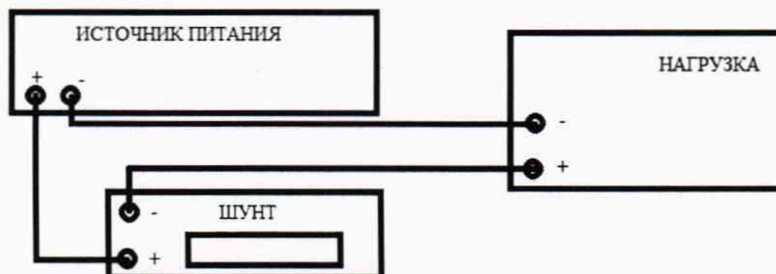 ИСТОЧНИК ПИТАНИЯ
+ -
НАГРУЗКА
-
+
- ШУНТ
+